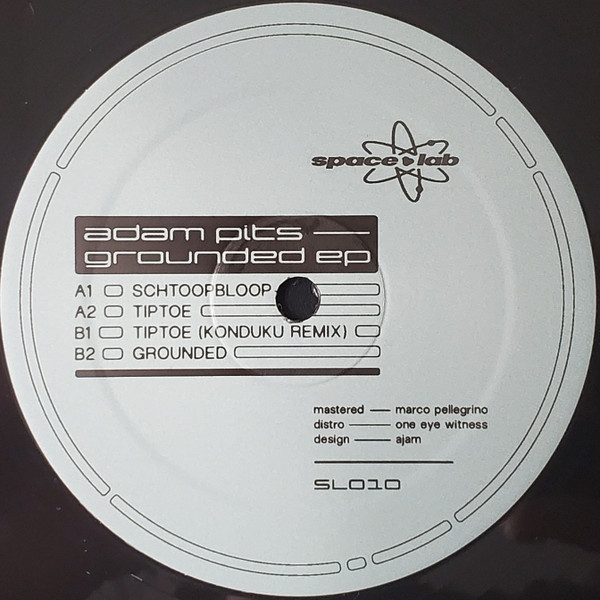 space lab
adam pits
grounded ep
A1 SCHTOOPBLOOP
A2 TIPTOE
B1 TIPTOE (KONDUKU REMIX)
B2 GROUNDED
mastered — marco pellegrino
distro — one eye witness
design — ajam
SL010